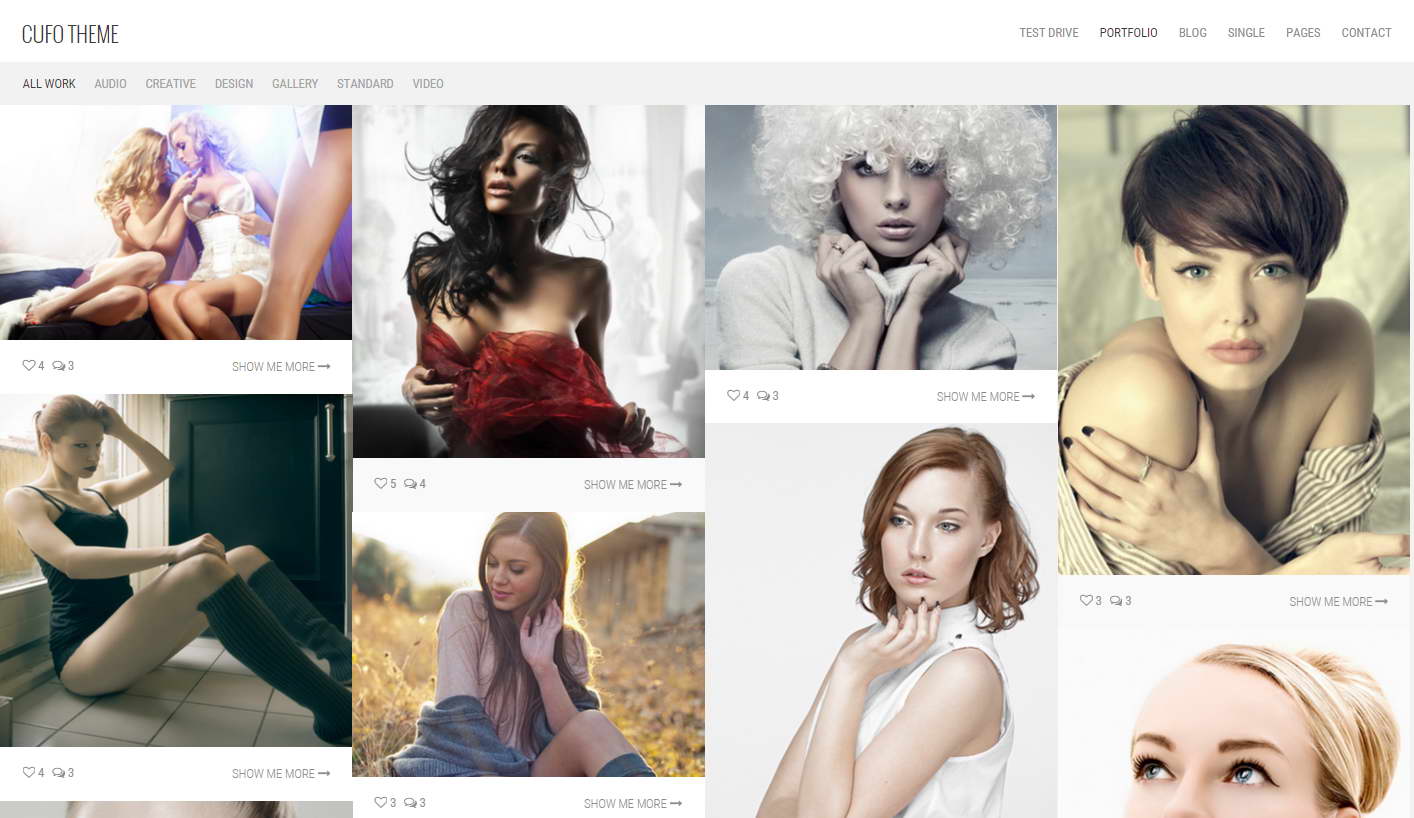 CUFO THEME
TEST DRIVE PORTFOLIO BLOG SINGLE PAGES CONTACT
ALL WORK AUDIO CREATIVE DESIGN GALLERY STANDARD VIDEO
4 3 SHOW ME MORE
4 3 SHOW ME MORE
5 4 SHOW ME MORE
3 3 SHOW ME MORE
4 3 SHOW ME MORE
3 3 SHOW ME MORE